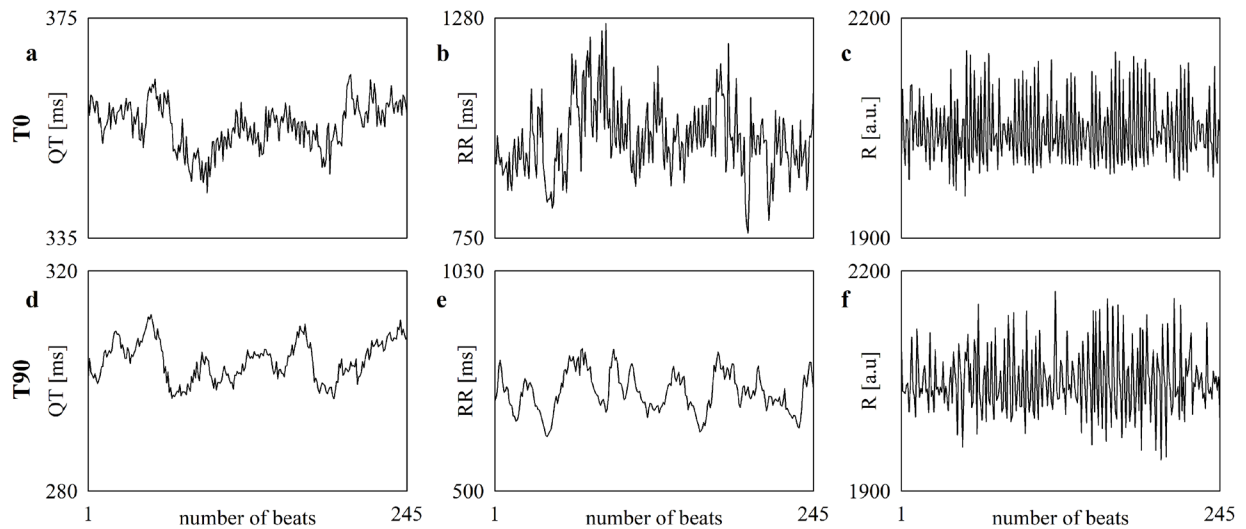 375
a
T0
QT [ms]
335
1280
b
RR [ms]
750
2200
c
R [a.u.]
1900
320
d
T90
QT [ms]
280
1
number of beats
245
1030
e
RR [ms]
500
1
number of beats
245
2200
f
R [a.u]
1900
1
number of beats
245